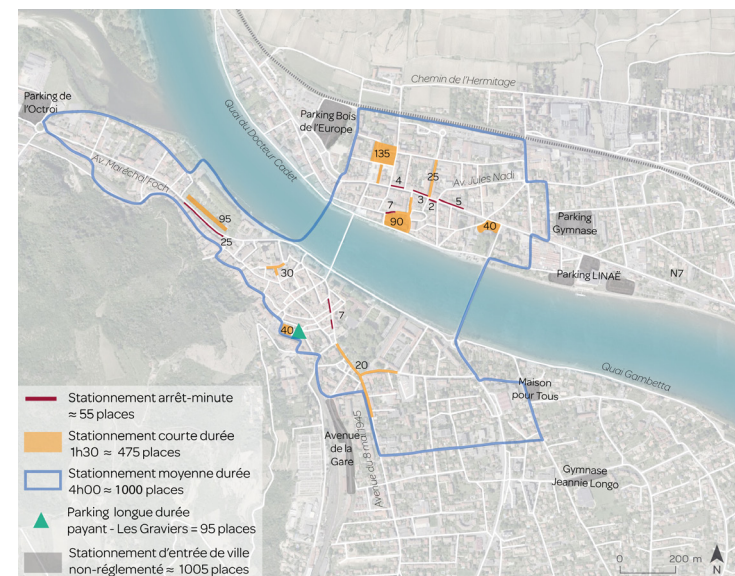 Chemin de l'Hermitage
Parking de
l'Octroi
Parking Bois
de l'Europe
Quai du Docteur Cadet
135
25
4
Av. Jules Nadi
Av. Maréchal Foch
3
2
5
7
90
40
95
25
Parking
Gymnase
30
Parking LINAË
N7
7
40
20
Quai Gambetta
Maison
pour Tous
Avenue
de la
Gare
Avenue du 8 mai 1945
Gymnase
Jeannie Longo
Stationnement arrêt-minute
≈ 55 places
Stationnement courte durée
1h30 ≈ 475 places
Stationnement moyenne durée
4h00 ≈ 1000 places
Parking longue durée
payant - Les Graviers = 95 places
Stationnement d'entrée de ville
non-réglementé ≈ 1005 places
0 200 m
N